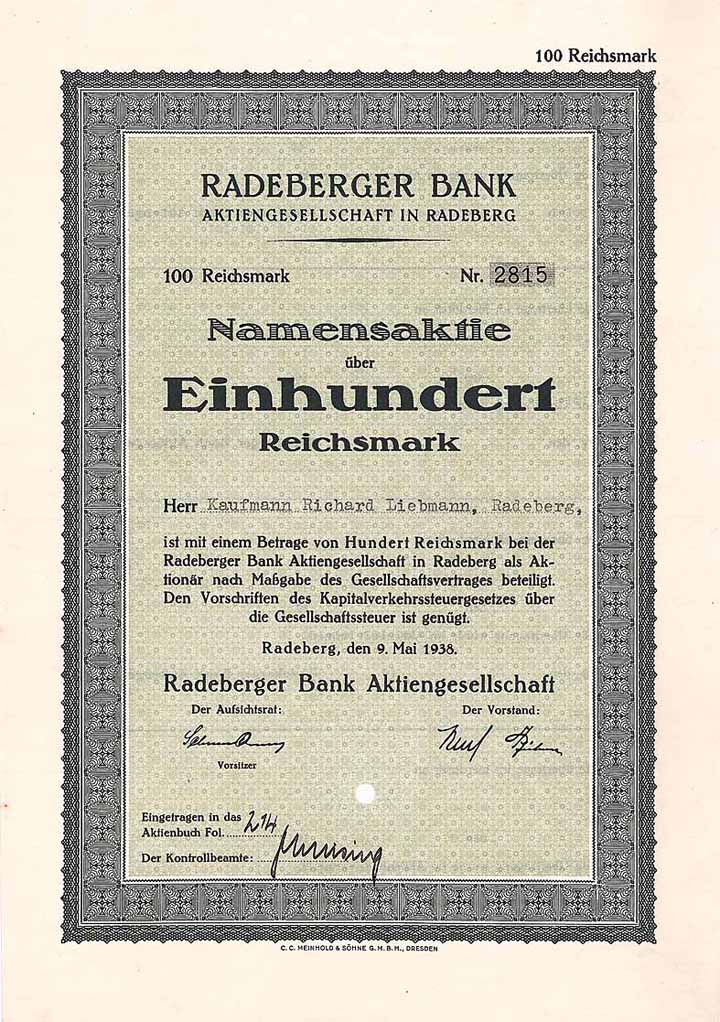 100 Reichsmark
RADEBERGER BANK
AKTIENGESELLSCHAFT IN RADEBERG
100 Reichsmark Nr. 2815
Namensaktie
über
Einhundert
Reichsmark
Herr Kaufmann Richard Liebmann, Radeberg,
ist mit einem Betrage von Hundert Reichsmark bei der
Radeberger Bank Aktiengesellschaft in Radeberg als Ak-
tionär nach Maßgabe des Gesellschaftsvertrages beteiligt.
Den Vorschriften des Kapitalverkehrssteuergesetzes über
die Gesellschaftssteuer ist genügt.
Radeberg, den 9. Mai 1938.
Radeberger Bank Aktiengesellschaft
Der Aufsichtsrat: Der Vorstand:
Vorsitzer
Eingetragen in das
Aktienbuch Fol. 214
Der Kontrollbeamte:
C. C. MEINHOLD & SÖHNE G. M. B. H., DRESDEN